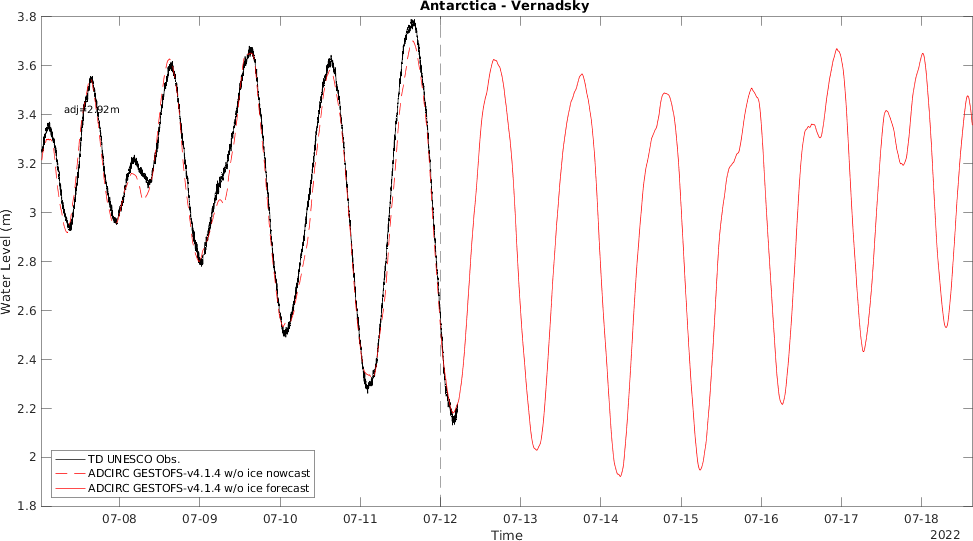 Antarctica - Vernadsky
3.8
3.6
adj=2.92m
3.4
3.2
3
Water Level (m)
2.8
2.6
2.4
2.2
2
1.8
TD UNESCO Obs.
ADCIRC GESTOFS-v4.1.4 w/o ice nowcast
ADCIRC GESTOFS-v4.1.4 w/o ice forecast
07-08 07-09 07-10 07-11 07-12 07-13 07-14 07-15 07-16 07-17 07-18
Time
2022